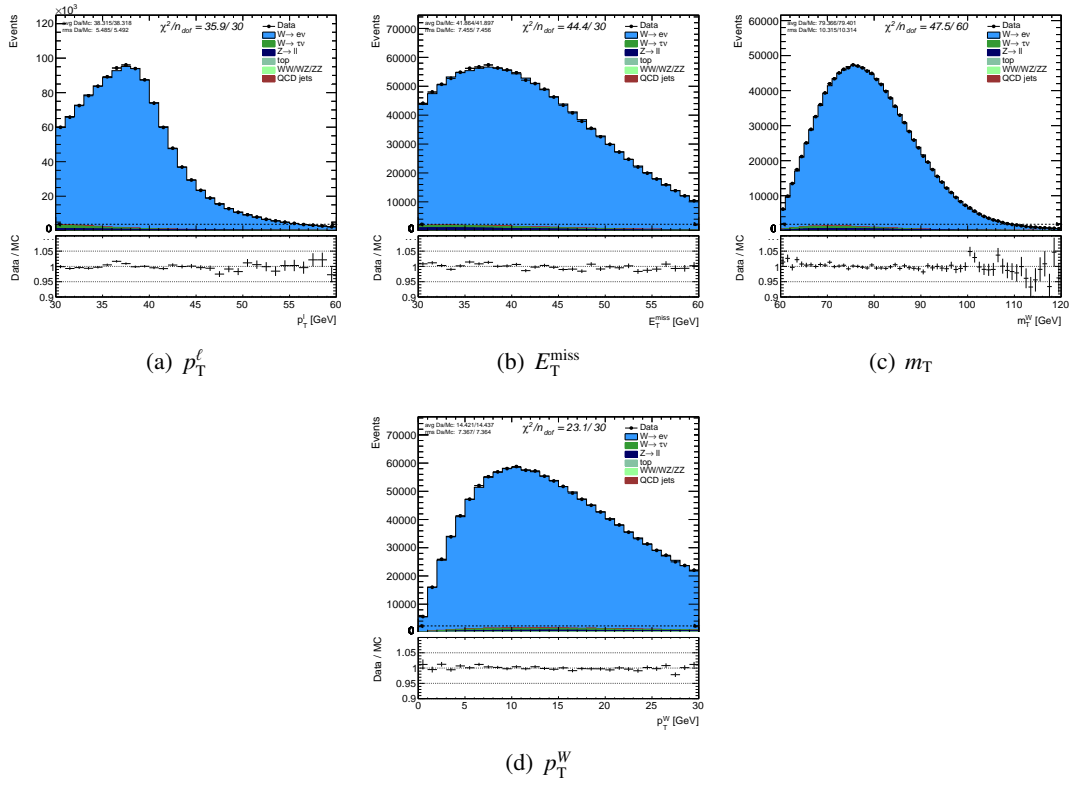 avg Da/Mc: 38.315/38.318
rms Da/Mc: 5.485/ 5.492
χ²/n_dof = 35.9/ 30
Data
W→ eν
W→ τν
Z→ ll
top
WW/WZ/ZZ
QCD jets
×10³
Events
120
100
80
60
40
20
0
Data / MC
1.05
1
0.95
0.9
30 35 40 45 50 55 60
p_T^l [GeV]
(a) p_T^ℓ
avg Da/Mc: 41.864/41.897
rms Da/Mc: 7.455/ 7.456
χ²/n_dof = 44.4/ 30
Data
W→ eν
W→ τν
Z→ ll
top
WW/WZ/ZZ
QCD jets
Events
70000
60000
50000
40000
30000
20000
10000
0
Data / MC
1.05
1
0.95
0.9
30 35 40 45 50 55 60
E_T^miss [GeV]
(b) E_T^miss
avg Da/Mc: 79.366/79.401
rms Da/Mc: 10.315/10.314
χ²/n_dof = 47.5/ 60
Data
W→ eν
W→ τν
Z→ ll
top
WW/WZ/ZZ
QCD jets
Events
60000
50000
40000
30000
20000
10000
0
Data / MC
1.05
1
0.95
0.9
60 70 80 90 100 110 120
m_T^W [GeV]
(c) m_T
avg Da/Mc: 14.421/14.437
rms Da/Mc: 7.367/ 7.364
χ²/n_dof = 23.1/ 30
Data
W→ eν
W→ τν
Z→ ll
top
WW/WZ/ZZ
QCD jets
Events
70000
60000
50000
40000
30000
20000
10000
0
Data / MC
1.05
1
0.95
0.9
0 5 10 15 20 25 30
p_T^W [GeV]
(d) p_T^W